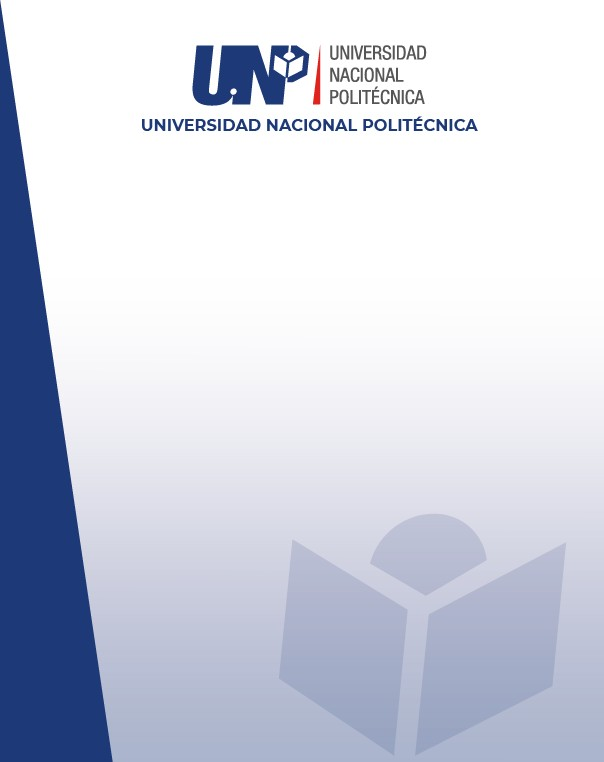 UNP
UNIVERSIDAD
NACIONAL
POLITÉCNICA
UNIVERSIDAD NACIONAL POLITÉCNICA